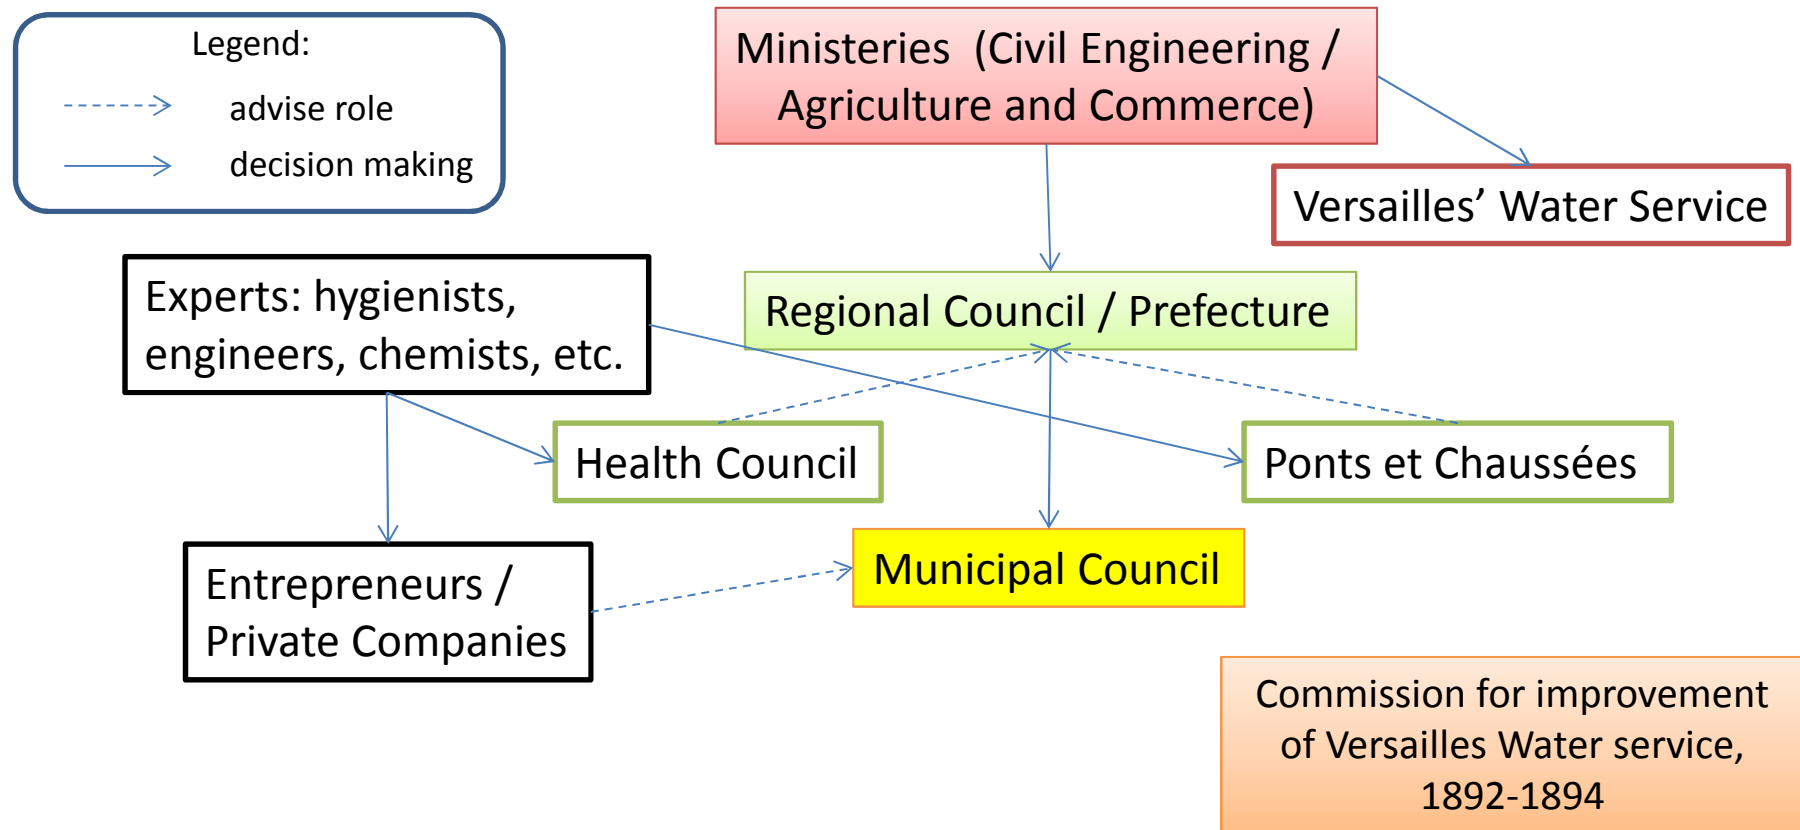 Legend:
advise role
decision making
Ministeries (Civil Engineering /
Agriculture and Commerce)
Versailles’ Water Service
Experts: hygienists,
engineers, chemists, etc.
Regional Council / Prefecture
Health Council
Ponts et Chaussées
Entrepreneurs /
Private Companies
Municipal Council
Commission for improvement
of Versailles Water service,
1892-1894